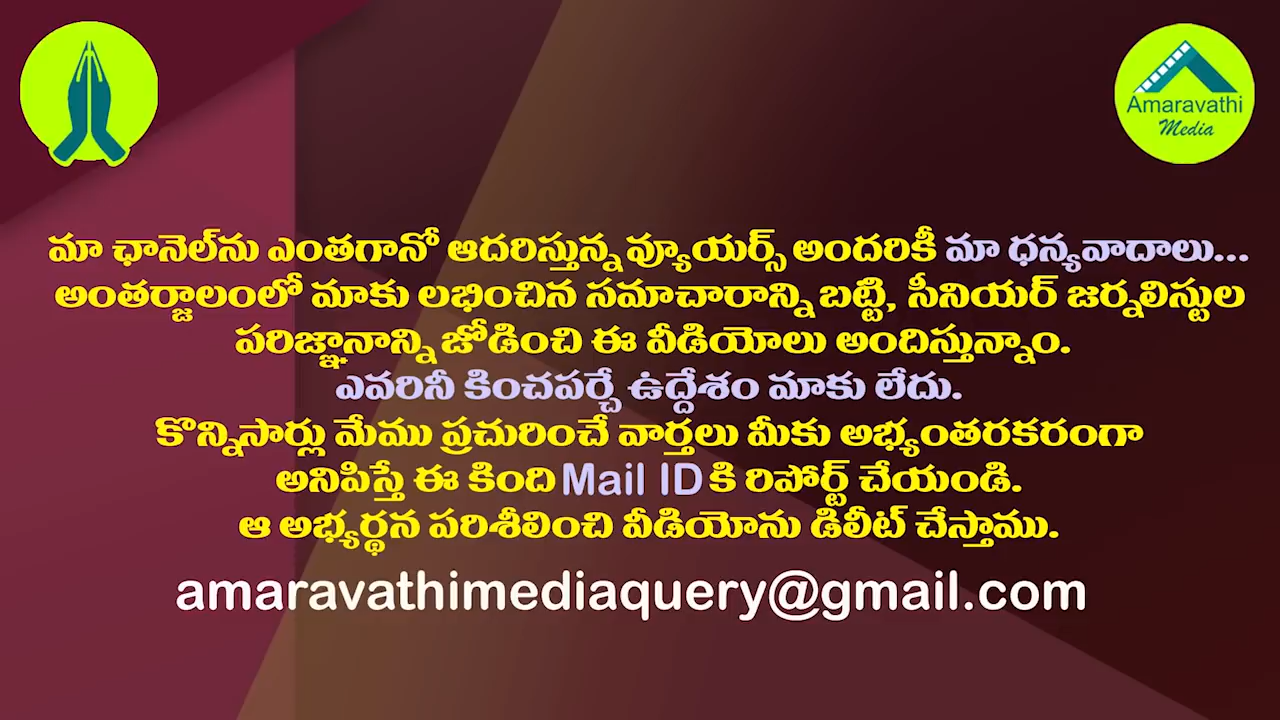 Amaravathi
Media
మా ఛానెల్‌ను ఎంతగానో ఆదరిస్తున్న వ్యూయర్స్ అందరికీ మా ధన్యవాదాలు...
అంతర్జాలంలో మాకు లభించిన సమాచారాన్ని బట్టి, సీనియర్ జర్నలిస్టుల
పరిజ్ఞానాన్ని జోడించి ఈ వీడియోలు అందిస్తున్నాం.
ఎవరినీ కించపర్చే ఉద్దేశం మాకు లేదు.
కొన్నిసార్లు మేము ప్రచురించే వార్తలు మీకు అభ్యంతరకరంగా
అనిపిస్తే ఈ కింది Mail ID కి రిపోర్ట్ చేయండి.
ఆ అభ్యర్థన పరిశీలించి వీడియోను డిలీట్ చేస్తాము.
amaravathimediaquery@gmail.com